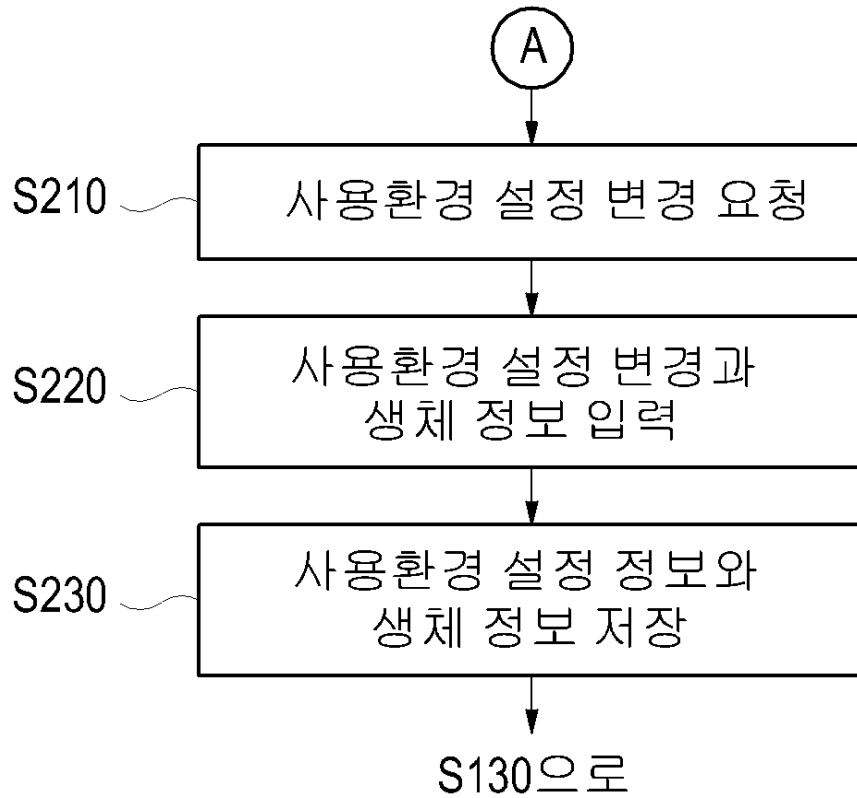 A
S210
사용환경 설정 변경 요청
S220
사용환경 설정 변경과
생체 정보 입력
S230
사용환경 설정 정보와
생체 정보 저장
S130으로